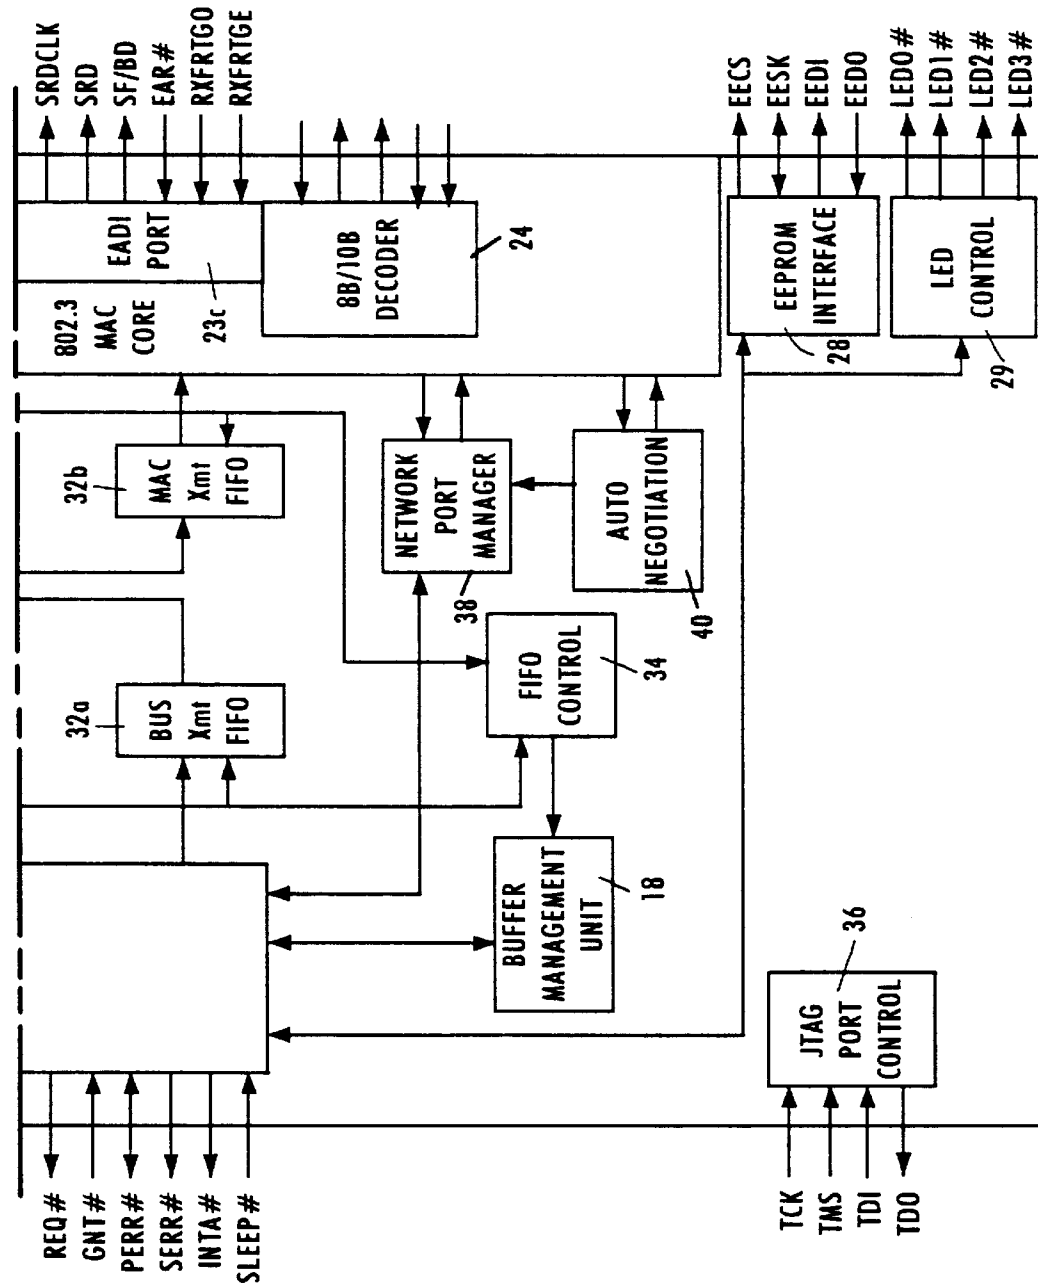 REQ#
GNT#
PERR#
SERR#
INTA#
SLEEP#
TCK
TMS
TDI
TDO
JTAG
PORT
CONTROL
36
BUFFER
MANAGEMENT
UNIT
18
32a
BUS
Xmt
FIFO
FIFO
CONTROL
34
32b
MAC
Xmt
FIFO
NETWORK
PORT
MANAGER
38
AUTO
NEGOTIATION
40
802.3
MAC
CORE
EADI
PORT
23c
8B/10B
DECODER
24
EEPROM
INTERFACE
28
LED
CONTROL
29
SRDCLK
SRD
SF/BD
EAR#
RXFRTGO
RXFRTGE
EECS
EESK
EEDI
EEDO
LED0#
LED1#
LED2#
LED3#